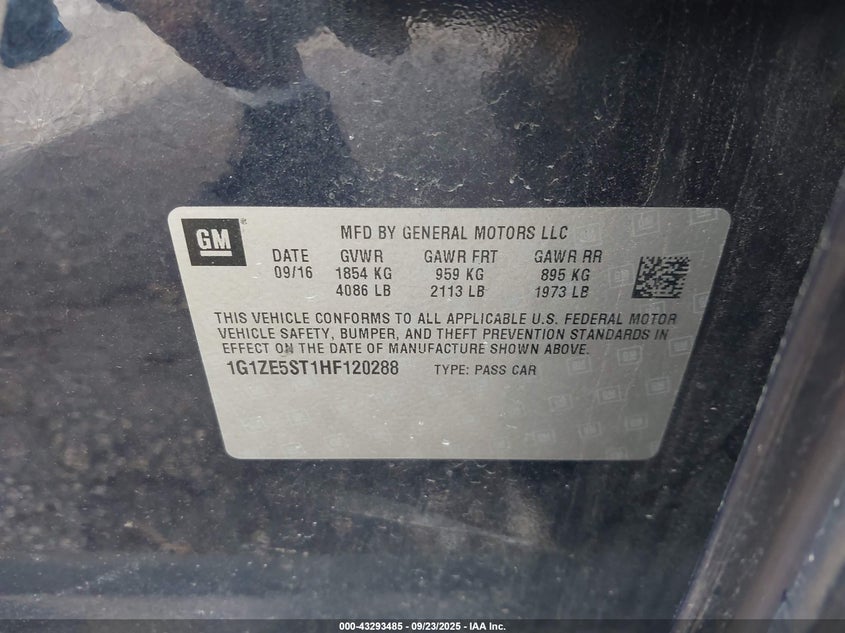 GM
MFD BY GENERAL MOTORS LLC
DATE GVWR GAWR FRT GAWR RR
09/16 1854 KG 959 KG 895 KG
4086 LB 2113 LB 1973 LB
THIS VEHICLE CONFORMS TO ALL APPLICABLE U.S. FEDERAL MOTOR
VEHICLE SAFETY, BUMPER, AND THEFT PREVENTION STANDARDS IN
EFFECT ON THE DATE OF MANUFACTURE SHOWN ABOVE.
1G1ZE5ST1HF120288 TYPE: PASS CAR
000-43293485 - 09/23/2025 - IAA Inc.